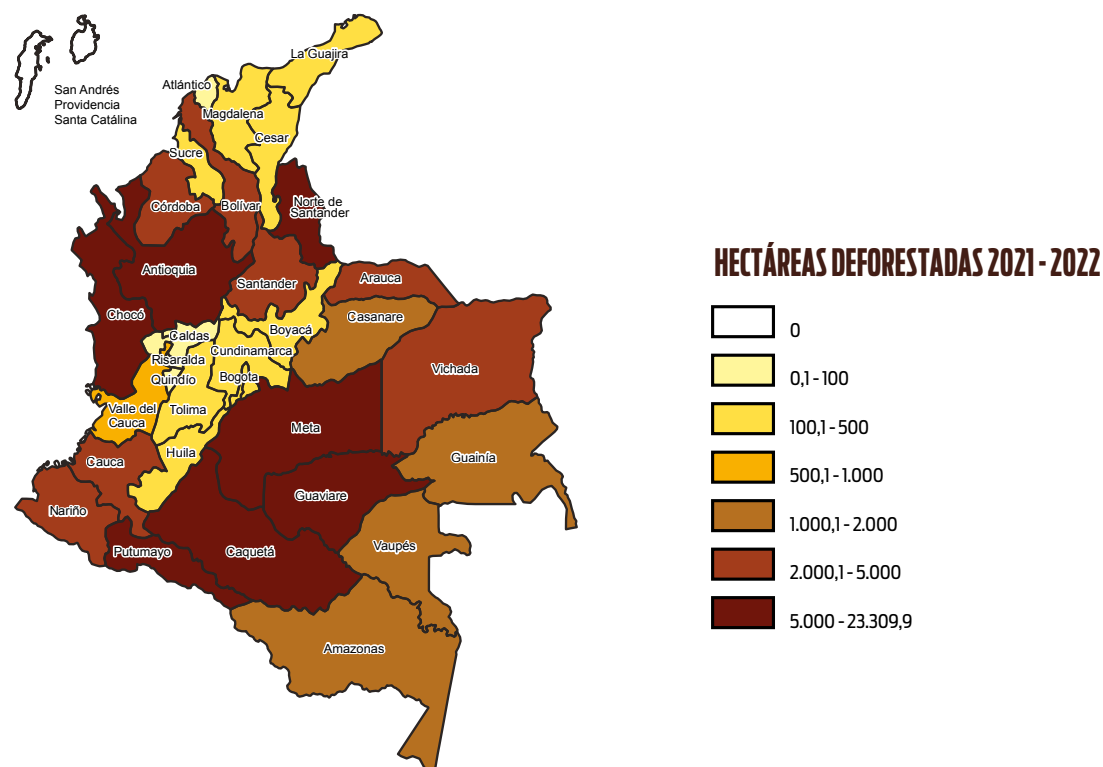 San Andrés
Providencia
Santa Catálina
La Guajira
Atlántico
Magdalena
Cesar
Sucre
Norte de
Santander
Córdoba
Bolívar
Antioquia
Santander
Arauca
Chocó
Casanare
Boyacá
Caldas
Cundinamarca
Risaralda
Bogota
Quindío
Vichada
Valle del
Cauca
Tolima
Meta
Huila
Cauca
Guainía
Guaviare
Nariño
Putumayo
Caquetá
Vaupés
Amazonas
HECTÁREAS DEFORESTADAS 2021 - 2022
0
0,1 - 100
100,1 - 500
500,1 - 1.000
1.000,1 - 2.000
2.000,1 - 5.000
5.000 - 23.309,9